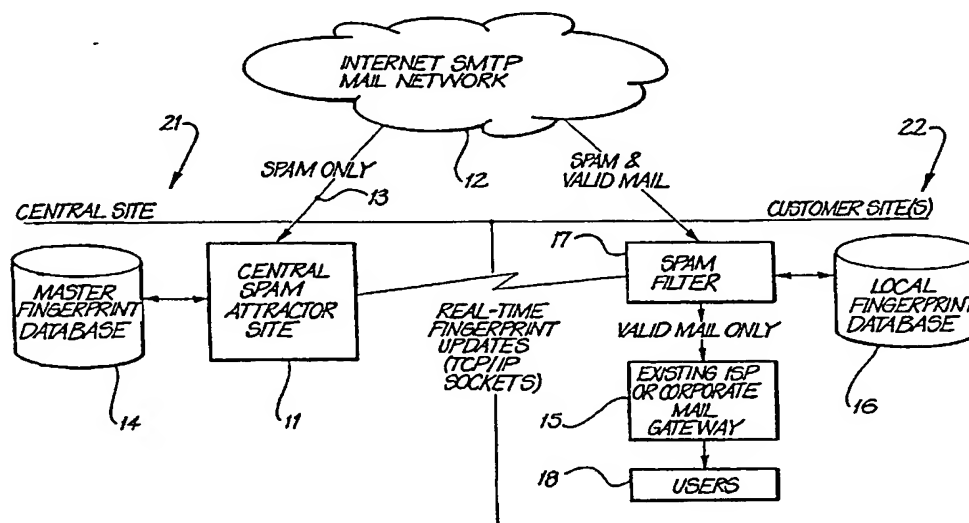 INTERNET SMTP
MAIL NETWORK
21
22
SPAM ONLY
13
12
SPAM &
VALID MAIL
CENTRAL SITE
CUSTOMER SITE(S)
MASTER
FINGERPRINT
DATABASE
14
CENTRAL
SPAM
ATTRACTOR
SITE
11
REAL-TIME
FINGERPRINT
UPDATES
(TCP/IP
SOCKETS)
17
SPAM
FILTER
LOCAL
FINGERPRINT
DATABASE
16
VALID MAIL ONLY
EXISTING ISP
OR CORPORATE
MAIL
GATEWAY
15
USERS
18